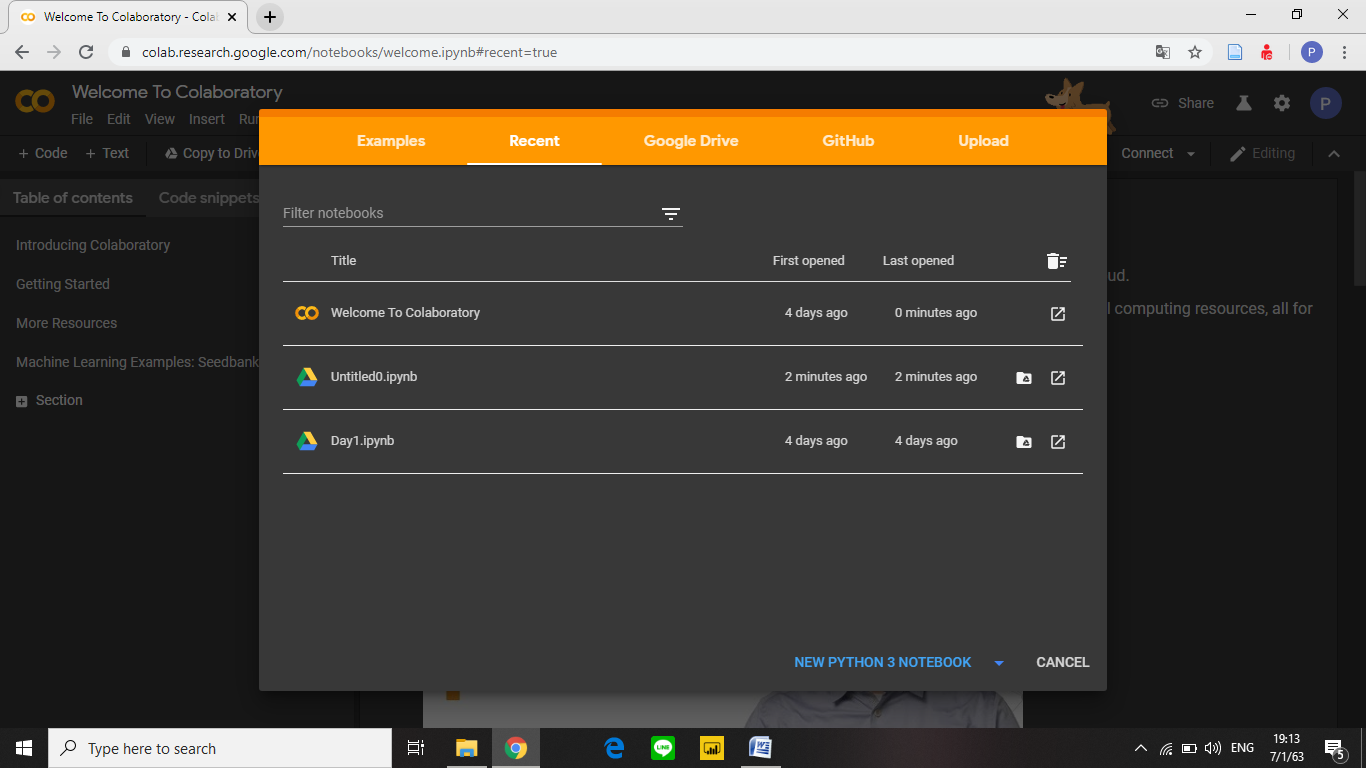 Welcome To Colaboratory - Cola
colab.research.google.com/notebooks/welcome.ipynb#recent=true
P
Welcome To Colaboratory
File Edit View Insert Run
Share
P
+ Code + Text Copy to Drive
Connect
Editing
Examples Recent Google Drive GitHub Upload
Table of contents Code snippets
Filter notebooks
Introducing Colaboratory
Getting Started
More Resources
Machine Learning Examples: Seedbank
Section
Title First opened Last opened
Welcome To Colaboratory 4 days ago 0 minutes ago
Untitled0.ipynb 2 minutes ago 2 minutes ago
Day1.ipynb 4 days ago 4 days ago
ud.
l computing resources, all for
NEW PYTHON 3 NOTEBOOK CANCEL
Type here to search
LINE
W
ENG
19:13
7/1/63
5